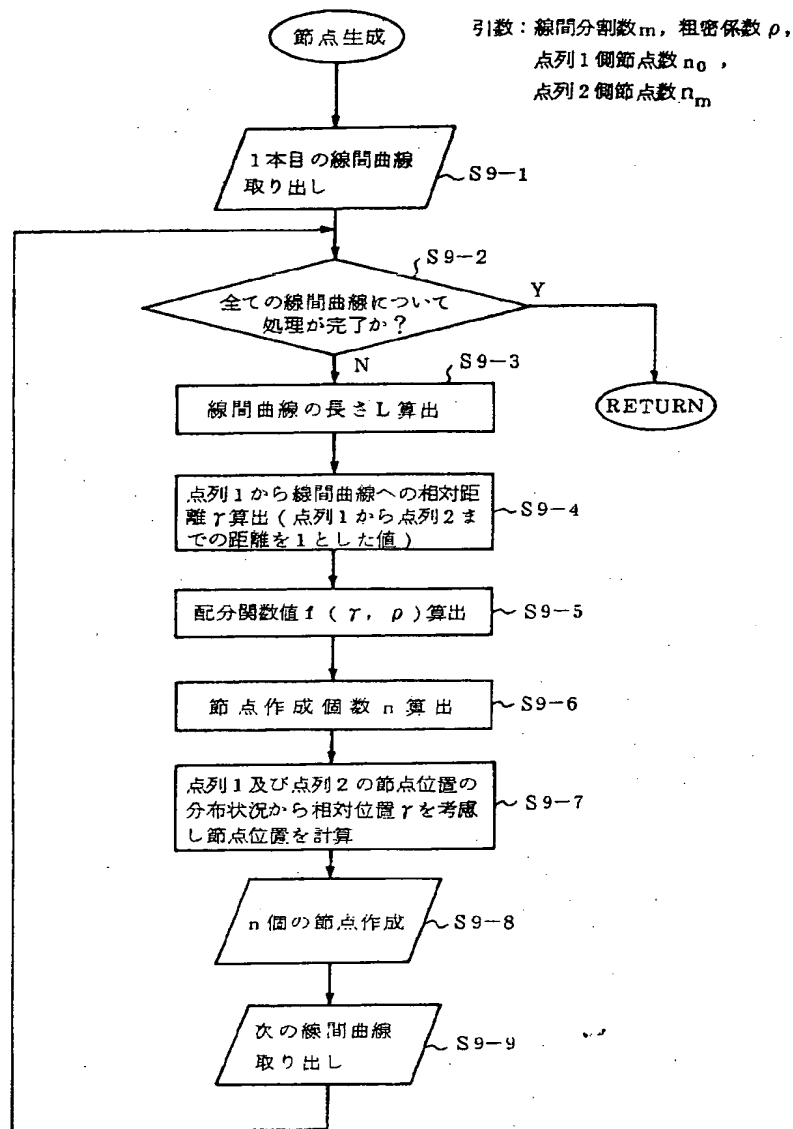 節点生成
引数：線間分割数m，粗密係数ρ，
点列1側節点数n₀，
点列2側節点数nₘ
1本目の線間曲線
取り出し
S9-1
S9-2
全ての線間曲線について
処理が完了か？
Y
N
RETURN
S9-3
線間曲線の長さL算出
点列1から線間曲線への相対距
離γ算出（点列1から点列2ま
での距離を1とした値）
S9-4
配分関数値f（γ，ρ）算出
S9-5
節点作成個数n算出
S9-6
点列1及び点列2の節点位置の
分布状況から相対位置γを考慮
し節点位置を計算
S9-7
n個の節点作成
S9-8
次の線間曲線
取り出し
S9-9